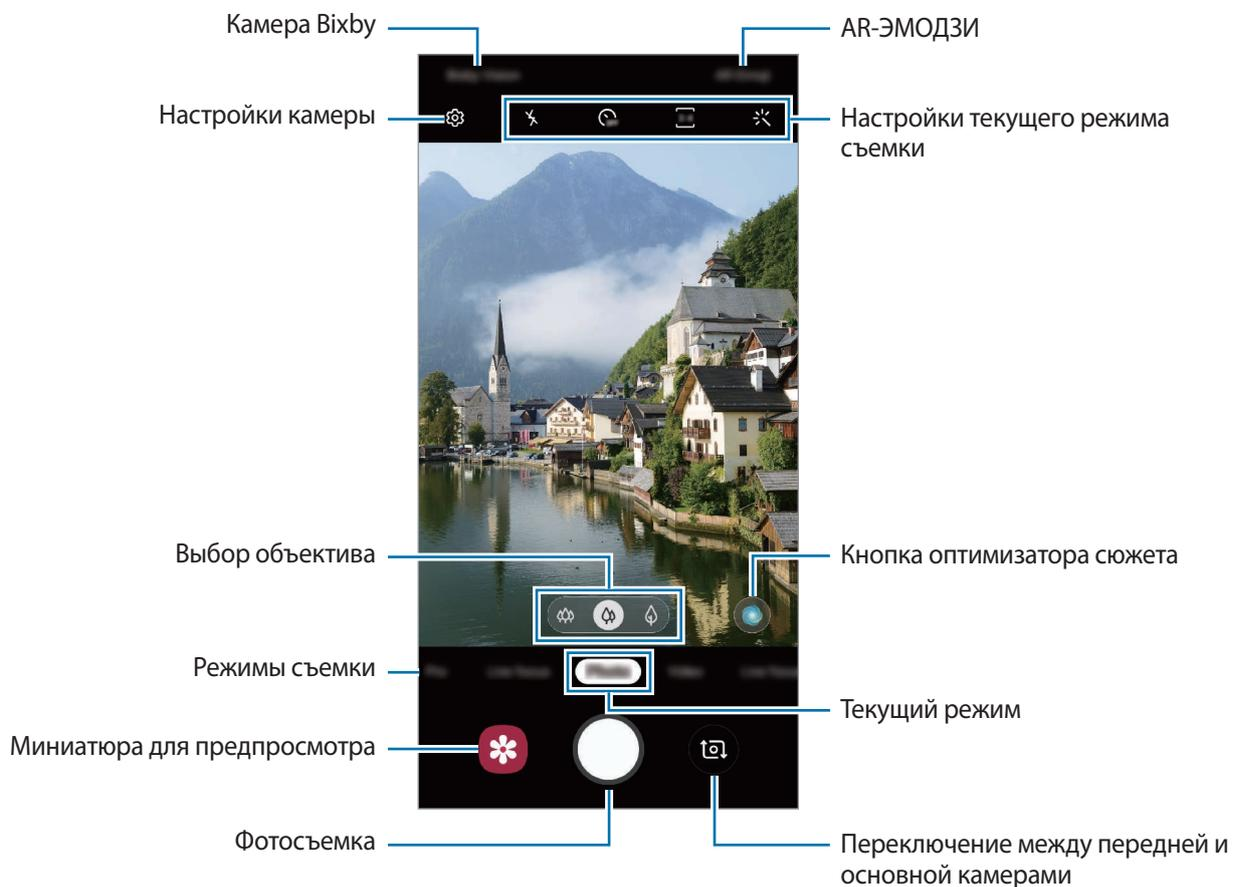 Камера Bixby
AR-ЭМОДЗИ
Настройки камеры
Настройки текущего режима
съемки
Выбор объектива
Кнопка оптимизатора сюжета
Режимы съемки
Текущий режим
Миниатюра для предпросмотра
Фотосъемка
Переключение между передней и
основной камерами